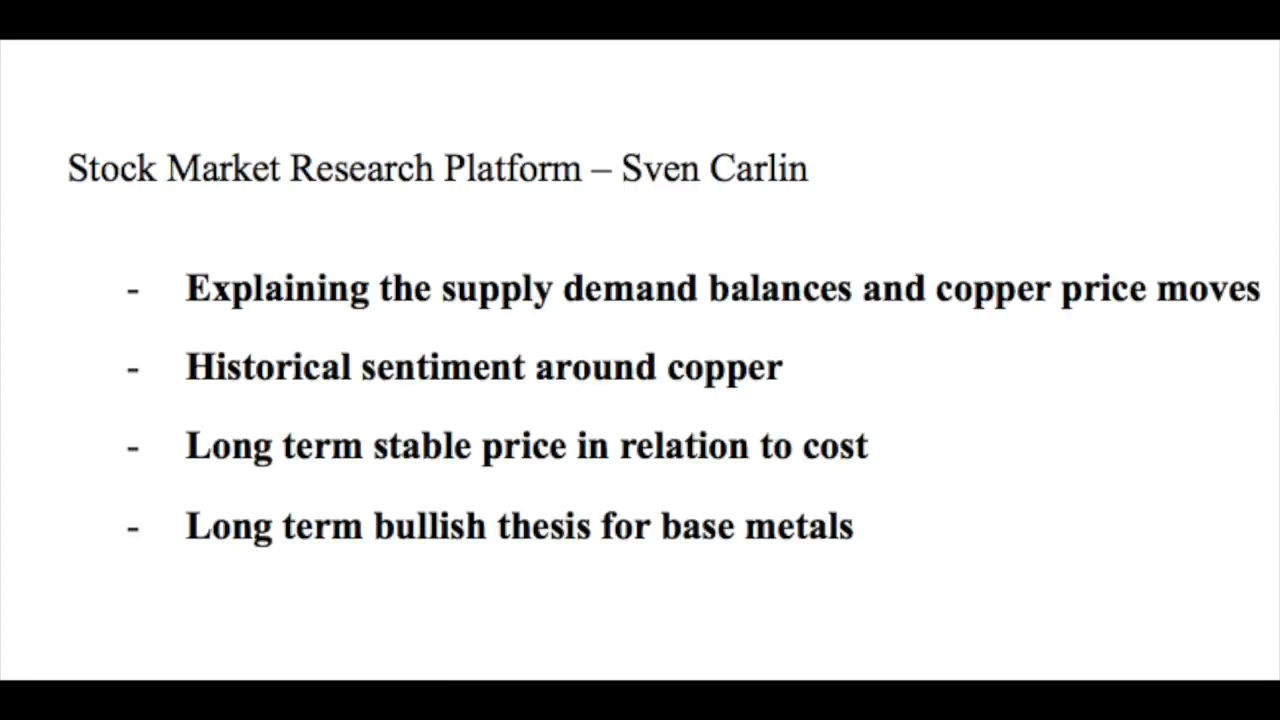 Stock Market Research Platform – Sven Carlin
- Explaining the supply demand balances and copper price moves
- Historical sentiment around copper
- Long term stable price in relation to cost
- Long term bullish thesis for base metals